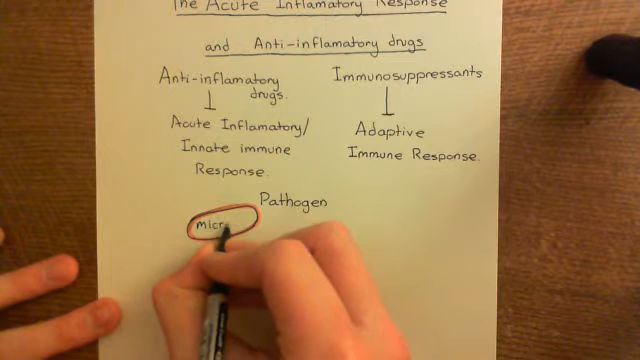 The Acute Inflamatory Response
and Anti-inflamatory drugs
Anti-inflamatory
drugs.
Acute Inflamatory/
Innate immune
Response.
Immunosuppressants
Adaptive
Immune Response.
Pathogen
micr